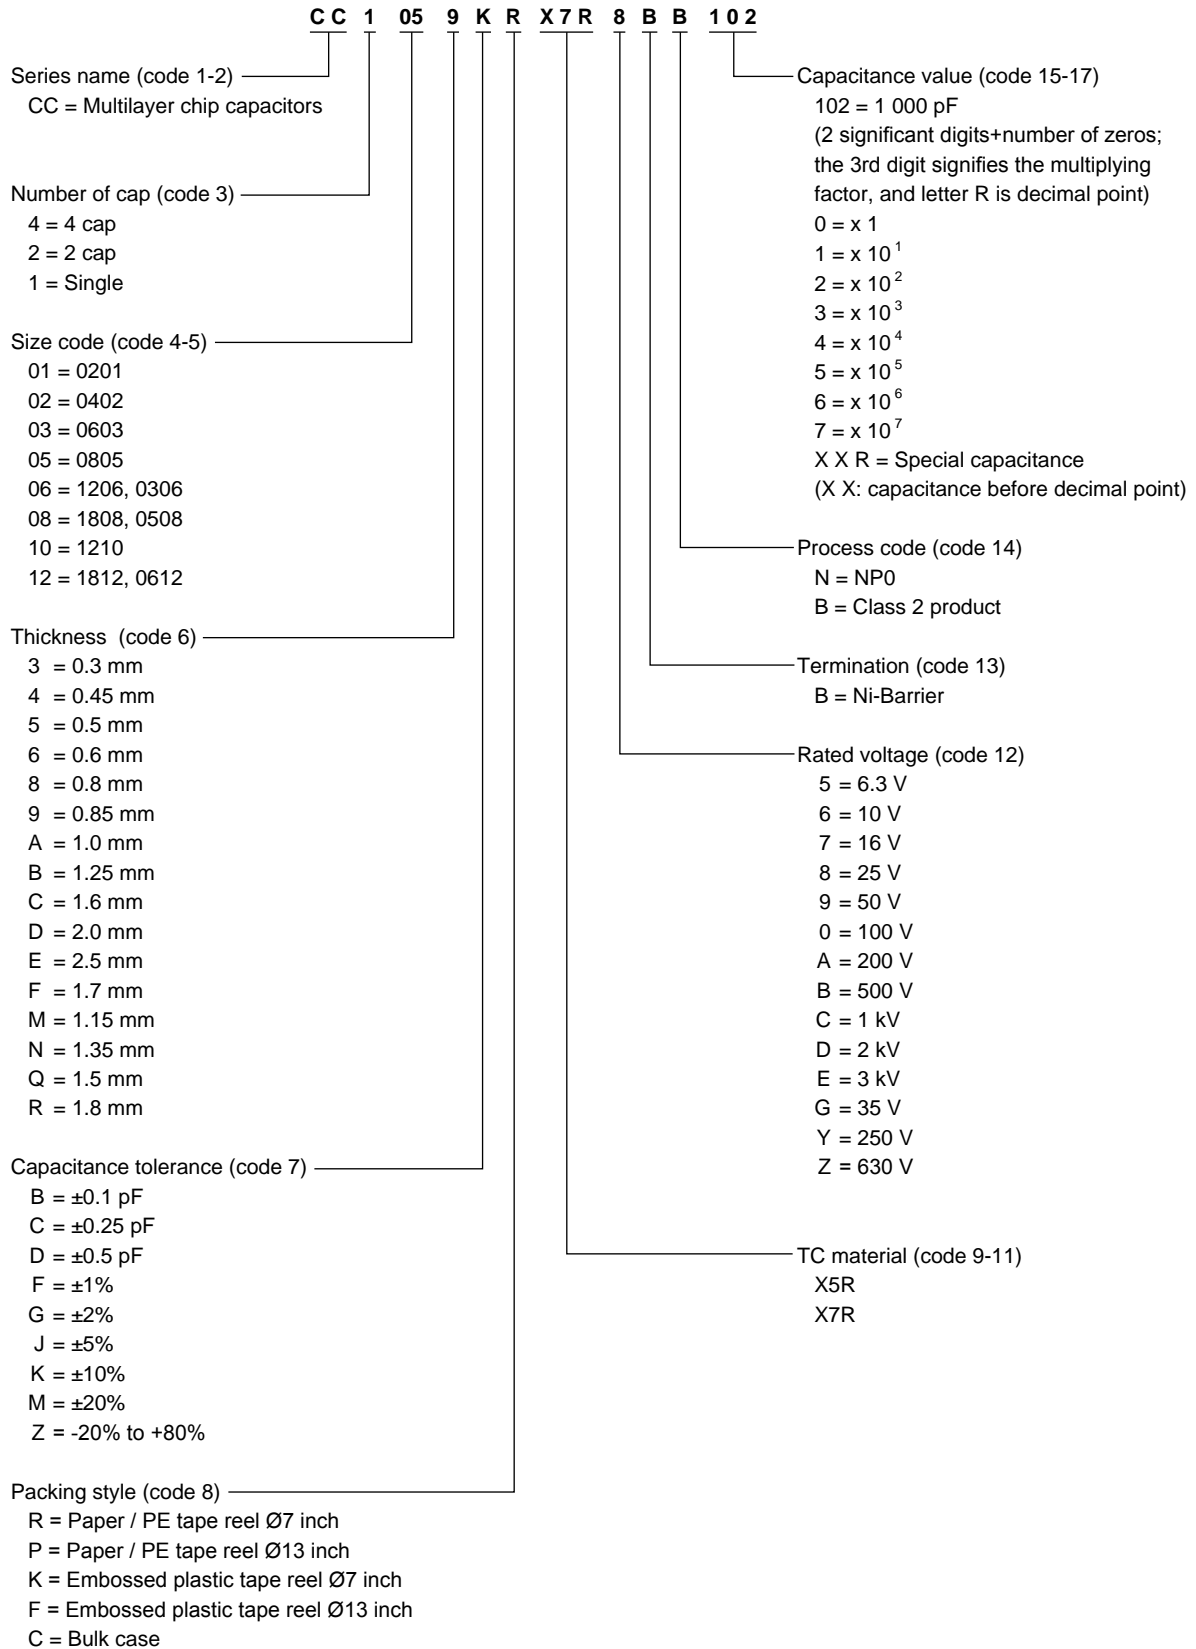 CC 1 05 9 K R X7R 8 B B 102
Series name (code 1-2)
CC = Multilayer chip capacitors
Number of cap (code 3)
4 = 4 cap
2 = 2 cap
1 = Single
Size code (code 4-5)
01 = 0201
02 = 0402
03 = 0603
05 = 0805
06 = 1206, 0306
08 = 1808, 0508
10 = 1210
12 = 1812, 0612
Thickness (code 6)
3 = 0.3 mm
4 = 0.45 mm
5 = 0.5 mm
6 = 0.6 mm
8 = 0.8 mm
9 = 0.85 mm
A = 1.0 mm
B = 1.25 mm
C = 1.6 mm
D = 2.0 mm
E = 2.5 mm
F = 1.7 mm
M = 1.15 mm
N = 1.35 mm
Q = 1.5 mm
R = 1.8 mm
Capacitance tolerance (code 7)
B = ±0.1 pF
C = ±0.25 pF
D = ±0.5 pF
F = ±1%
G = ±2%
J = ±5%
K = ±10%
M = ±20%
Z = -20% to +80%
Packing style (code 8)
R = Paper / PE tape reel Ø7 inch
P = Paper / PE tape reel Ø13 inch
K = Embossed plastic tape reel Ø7 inch
F = Embossed plastic tape reel Ø13 inch
C = Bulk case
Capacitance value (code 15-17)
102 = 1 000 pF
(2 significant digits+number of zeros;
the 3rd digit signifies the multiplying
factor, and letter R is decimal point)
0 = x 1
1 = x 10¹
2 = x 10²
3 = x 10³
4 = x 10⁴
5 = x 10⁵
6 = x 10⁶
7 = x 10⁷
X X R = Special capacitance
(X X: capacitance before decimal point)
Process code (code 14)
N = NP0
B = Class 2 product
Termination (code 13)
B = Ni-Barrier
Rated voltage (code 12)
5 = 6.3 V
6 = 10 V
7 = 16 V
8 = 25 V
9 = 50 V
0 = 100 V
A = 200 V
B = 500 V
C = 1 kV
D = 2 kV
E = 3 kV
G = 35 V
Y = 250 V
Z = 630 V
TC material (code 9-11)
X5R
X7R